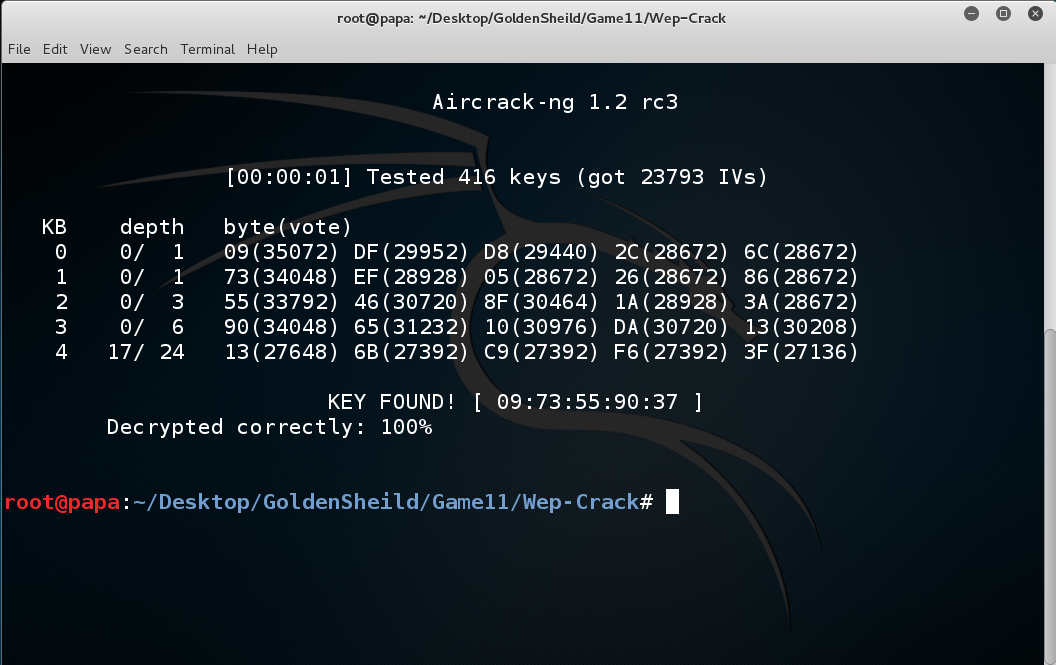 root@papa: ~/Desktop/GoldenSheild/Game11/Wep-Crack
File Edit View Search Terminal Help
Aircrack-ng 1.2 rc3
[00:00:01] Tested 416 keys (got 23793 IVs)
KB depth byte(vote)
0 0/ 1 09(35072) DF(29952) D8(29440) 2C(28672) 6C(28672)
1 0/ 1 73(34048) EF(28928) 05(28672) 26(28672) 86(28672)
2 0/ 3 55(33792) 46(30720) 8F(30464) 1A(28928) 3A(28672)
3 0/ 6 90(34048) 65(31232) 10(30976) DA(30720) 13(30208)
4 17/ 24 13(27648) 6B(27392) C9(27392) F6(27392) 3F(27136)
KEY FOUND! [ 09:73:55:90:37 ]
Decrypted correctly: 100%
root@papa:~/Desktop/GoldenSheild/Game11/Wep-Crack#